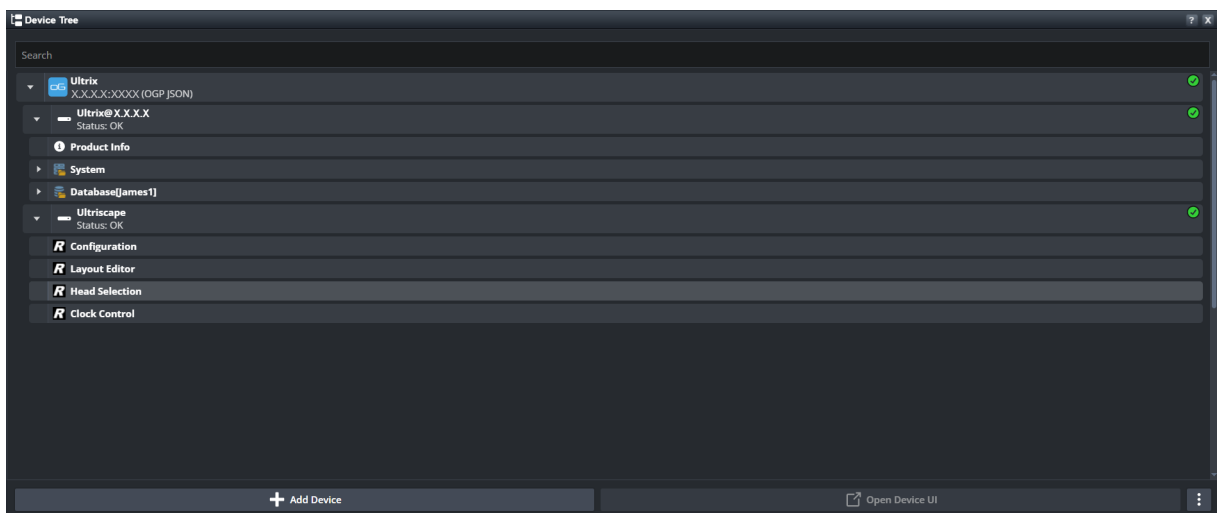 Device Tree
? X
Search
Ultrix
X.X.X.X:XXXX (OGP JSON)
Ultrix@X.X.X.X
Status: OK
Product Info
System
Database[James1]
Ultriscape
Status: OK
R Configuration
R Layout Editor
R Head Selection
R Clock Control
Add Device
Open Device UI